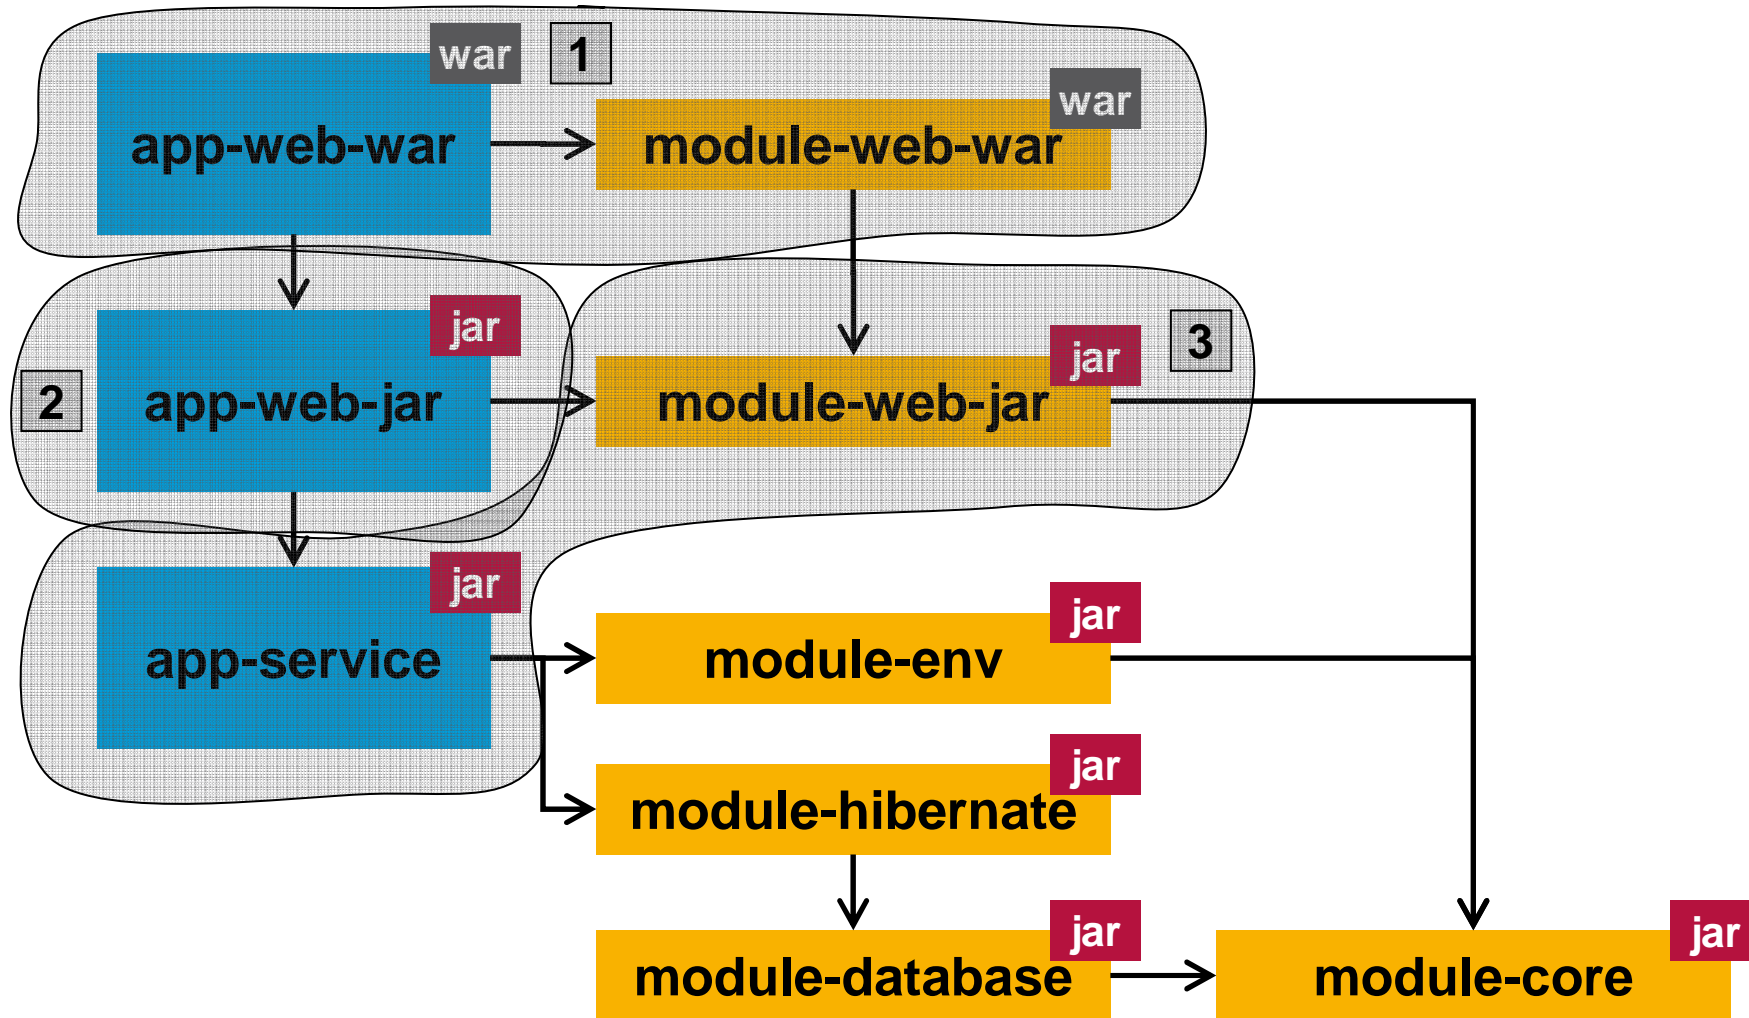 war
1
war
app-web-war
module-web-war
jar
3
jar
2
app-web-jar
module-web-jar
jar
jar
app-service
module-env
jar
module-hibernate
jar
jar
module-database
module-core